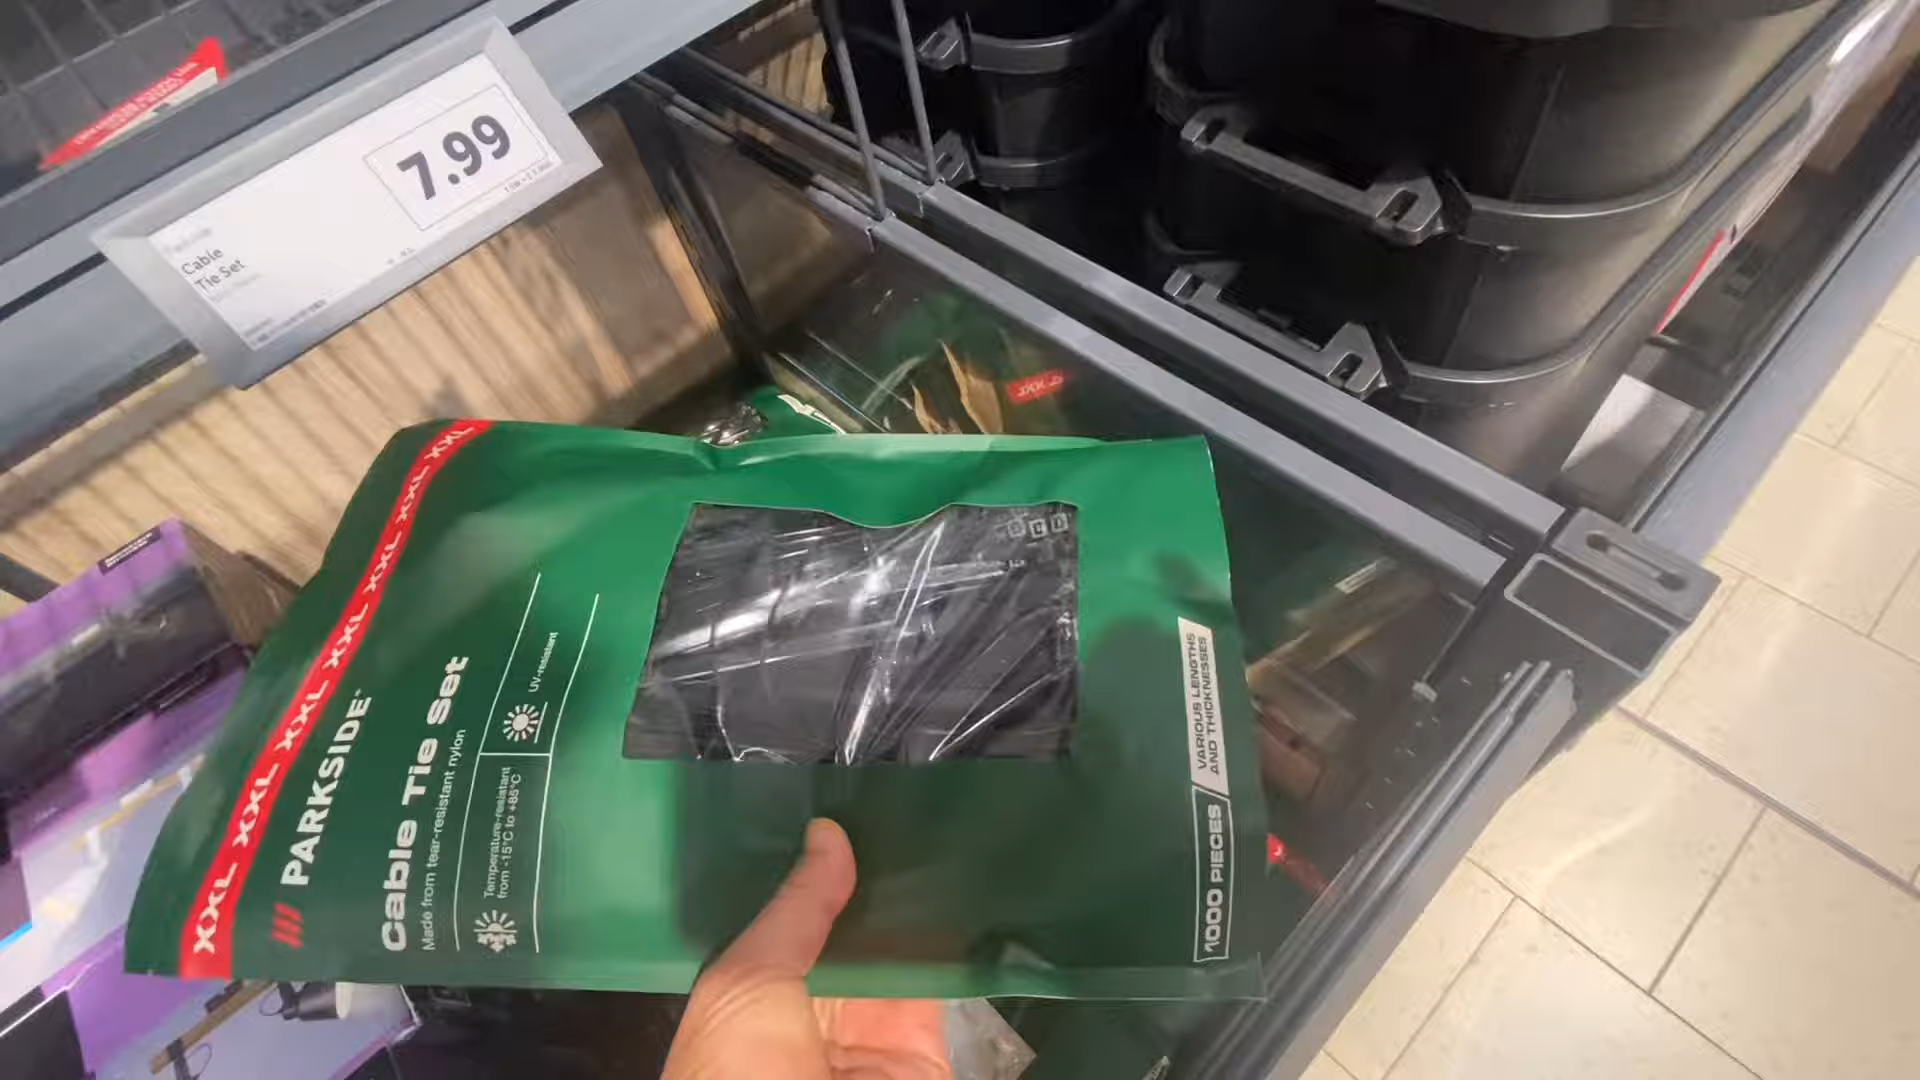 7.99
Cable
Tie Set
XXL XXL XXL XXL XXL XXL XXL
PARKSIDE
Cable Tie Set
Made from tear-resistant nylon
Temperature-resistant
from -15°C to +85°C
UV-resistant
1000 PIECES
VARIOUS LENGTHS
AND THICKNESSES